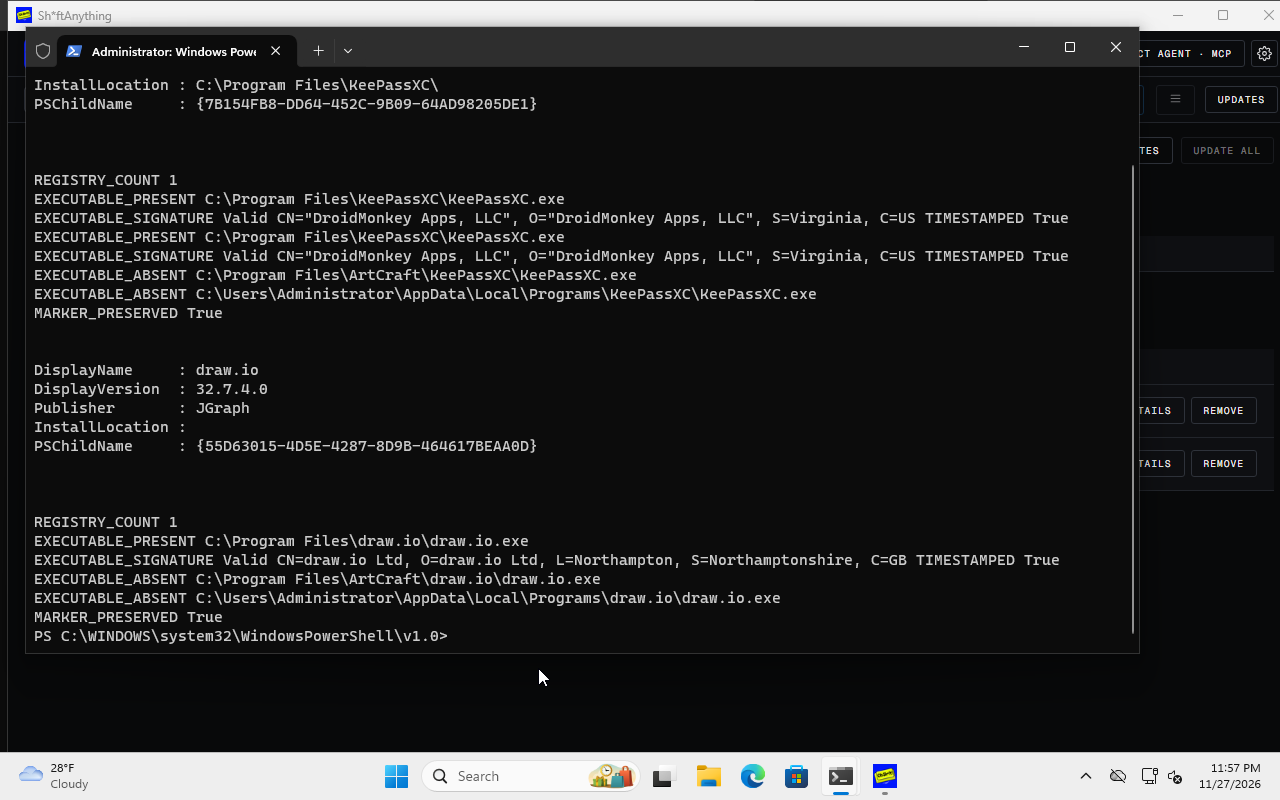 Sh*ftAnything
Administrator: Windows Powe
CT AGENT · MCP
InstallLocation : C:\Program Files\KeePassXC\
PSChildName     : {7B154FB8-DD64-452C-9B09-64AD98205DE1}
UPDATES
TES
UPDATE ALL
REGISTRY_COUNT 1
EXECUTABLE_PRESENT C:\Program Files\KeePassXC\KeePassXC.exe
EXECUTABLE_SIGNATURE Valid CN="DroidMonkey Apps, LLC", O="DroidMonkey Apps, LLC", S=Virginia, C=US TIMESTAMPED True
EXECUTABLE_PRESENT C:\Program Files\KeePassXC\KeePassXC.exe
EXECUTABLE_SIGNATURE Valid CN="DroidMonkey Apps, LLC", O="DroidMonkey Apps, LLC", S=Virginia, C=US TIMESTAMPED True
EXECUTABLE_ABSENT C:\Program Files\ArtCraft\KeePassXC\KeePassXC.exe
EXECUTABLE_ABSENT C:\Users\Administrator\AppData\Local\Programs\KeePassXC\KeePassXC.exe
MARKER_PRESERVED True
DisplayName     : draw.io
DisplayVersion  : 32.7.4.0
Publisher       : JGraph
InstallLocation :
PSChildName     : {55D63015-4D5E-4287-8D9B-464617BEAA0D}
TAILS
REMOVE
TAILS
REMOVE
REGISTRY_COUNT 1
EXECUTABLE_PRESENT C:\Program Files\draw.io\draw.io.exe
EXECUTABLE_SIGNATURE Valid CN=draw.io Ltd, O=draw.io Ltd, L=Northampton, S=Northamptonshire, C=GB TIMESTAMPED True
EXECUTABLE_ABSENT C:\Program Files\ArtCraft\draw.io\draw.io.exe
EXECUTABLE_ABSENT C:\Users\Administrator\AppData\Local\Programs\draw.io\draw.io.exe
MARKER_PRESERVED True
PS C:\WINDOWS\system32\WindowsPowerShell\v1.0>
28°F
Cloudy
Search
11:57 PM
11/27/2026